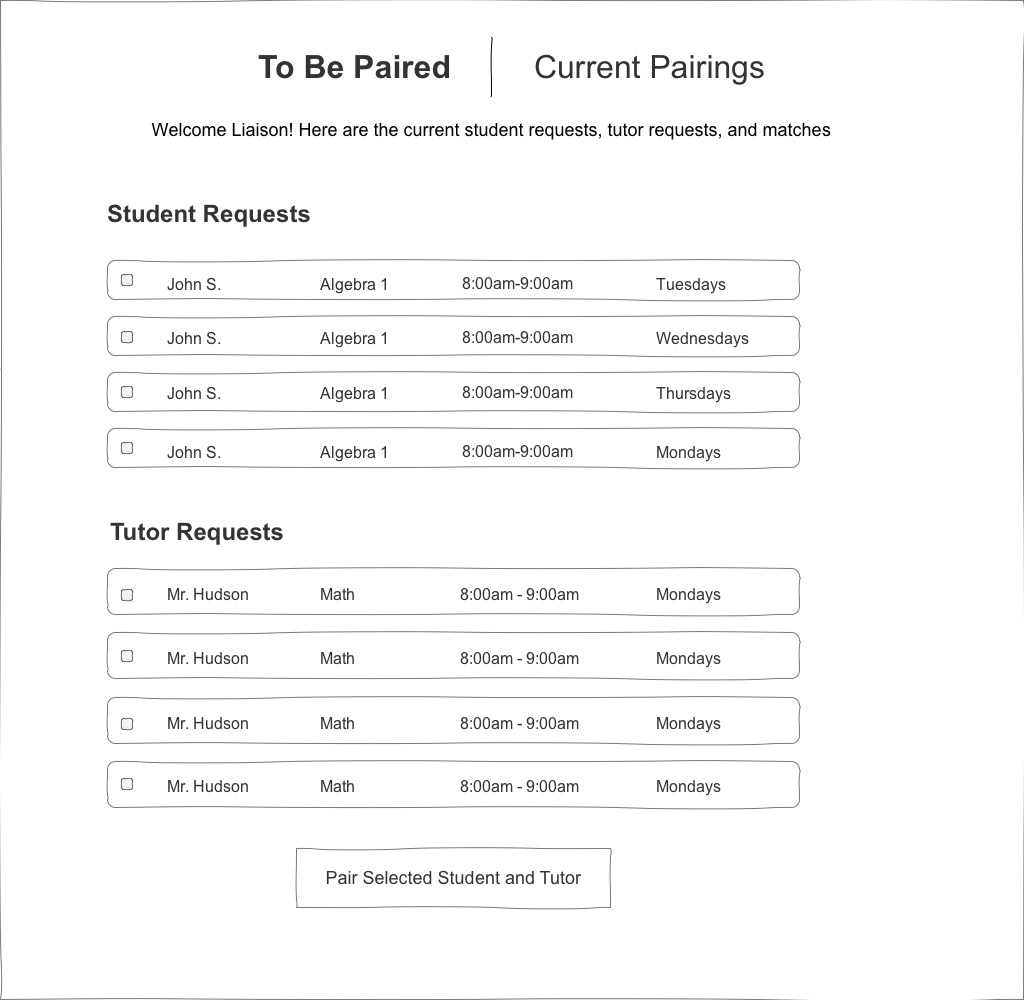 To Be Paired Current Pairings
Welcome Liaison! Here are the current student requests, tutor requests, and matches
Student Requests
John S. Algebra 1 8:00am-9:00am Tuesdays
John S. Algebra 1 8:00am-9:00am Wednesdays
John S. Algebra 1 8:00am-9:00am Thursdays
John S. Algebra 1 8:00am-9:00am Mondays
Tutor Requests
Mr. Hudson Math 8:00am - 9:00am Mondays
Mr. Hudson Math 8:00am - 9:00am Mondays
Mr. Hudson Math 8:00am - 9:00am Mondays
Mr. Hudson Math 8:00am - 9:00am Mondays
Pair Selected Student and Tutor